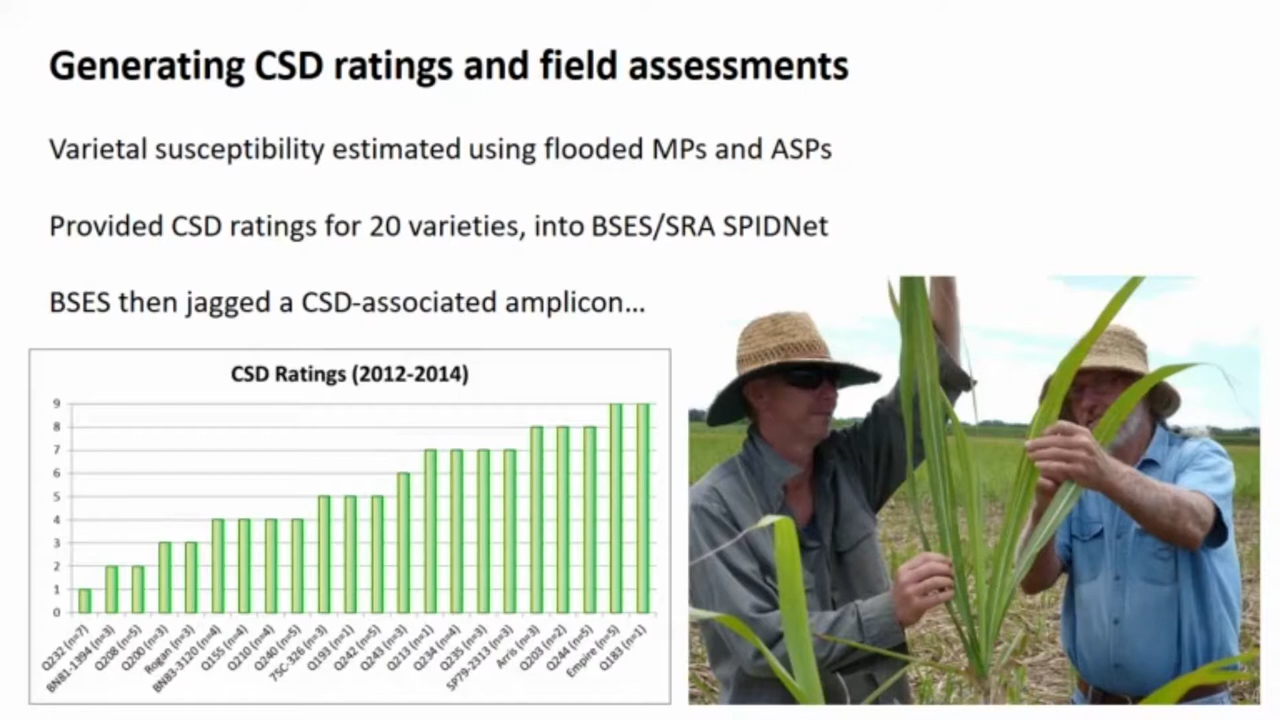 Generating CSD ratings and field assessments
Varietal susceptibility estimated using flooded MPs and ASPs
Provided CSD ratings for 20 varieties, into BSES/SRA SPIDNet
BSES then jagged a CSD-associated amplicon...
CSD Ratings (2012-2014)
9
8
7
6
5
4
3
2
1
0
Q232 (n=7)
BN81-1394 (n=3)
Q208 (n=5)
Q200 (n=3)
Rogan (n=3)
BN83-3120 (n=4)
Q155 (n=4)
Q210 (n=4)
Q240 (n=5)
75C-326 (n=3)
Q193 (n=1)
Q242 (n=5)
Q243 (n=3)
Q213 (n=1)
Q234 (n=4)
Q235 (n=3)
SP79-2313 (n=3)
Arris (n=3)
Q203 (n=2)
Q244 (n=5)
Empire (n=5)
Q183 (n=1)